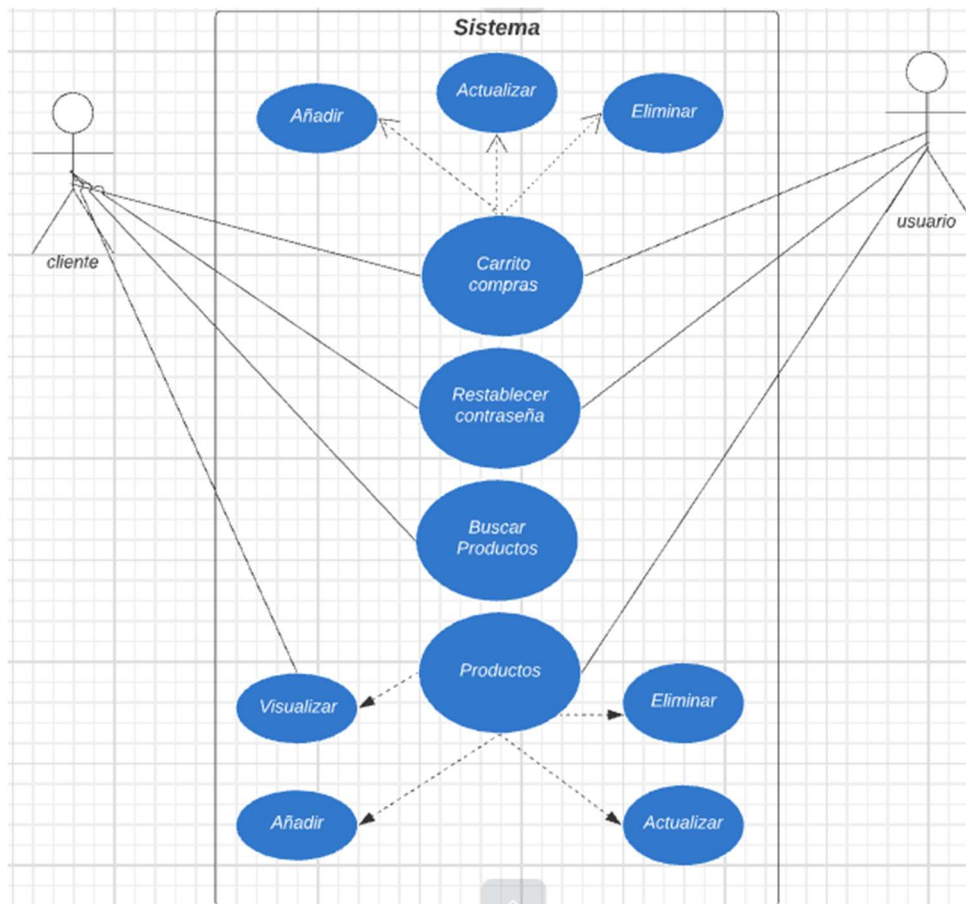 Sistema
Añadir
Actualizar
Eliminar
cliente
usuario
Carrito
compras
Restablecer
contraseña
Buscar
Productos
Productos
Visualizar
Eliminar
Añadir
Actualizar